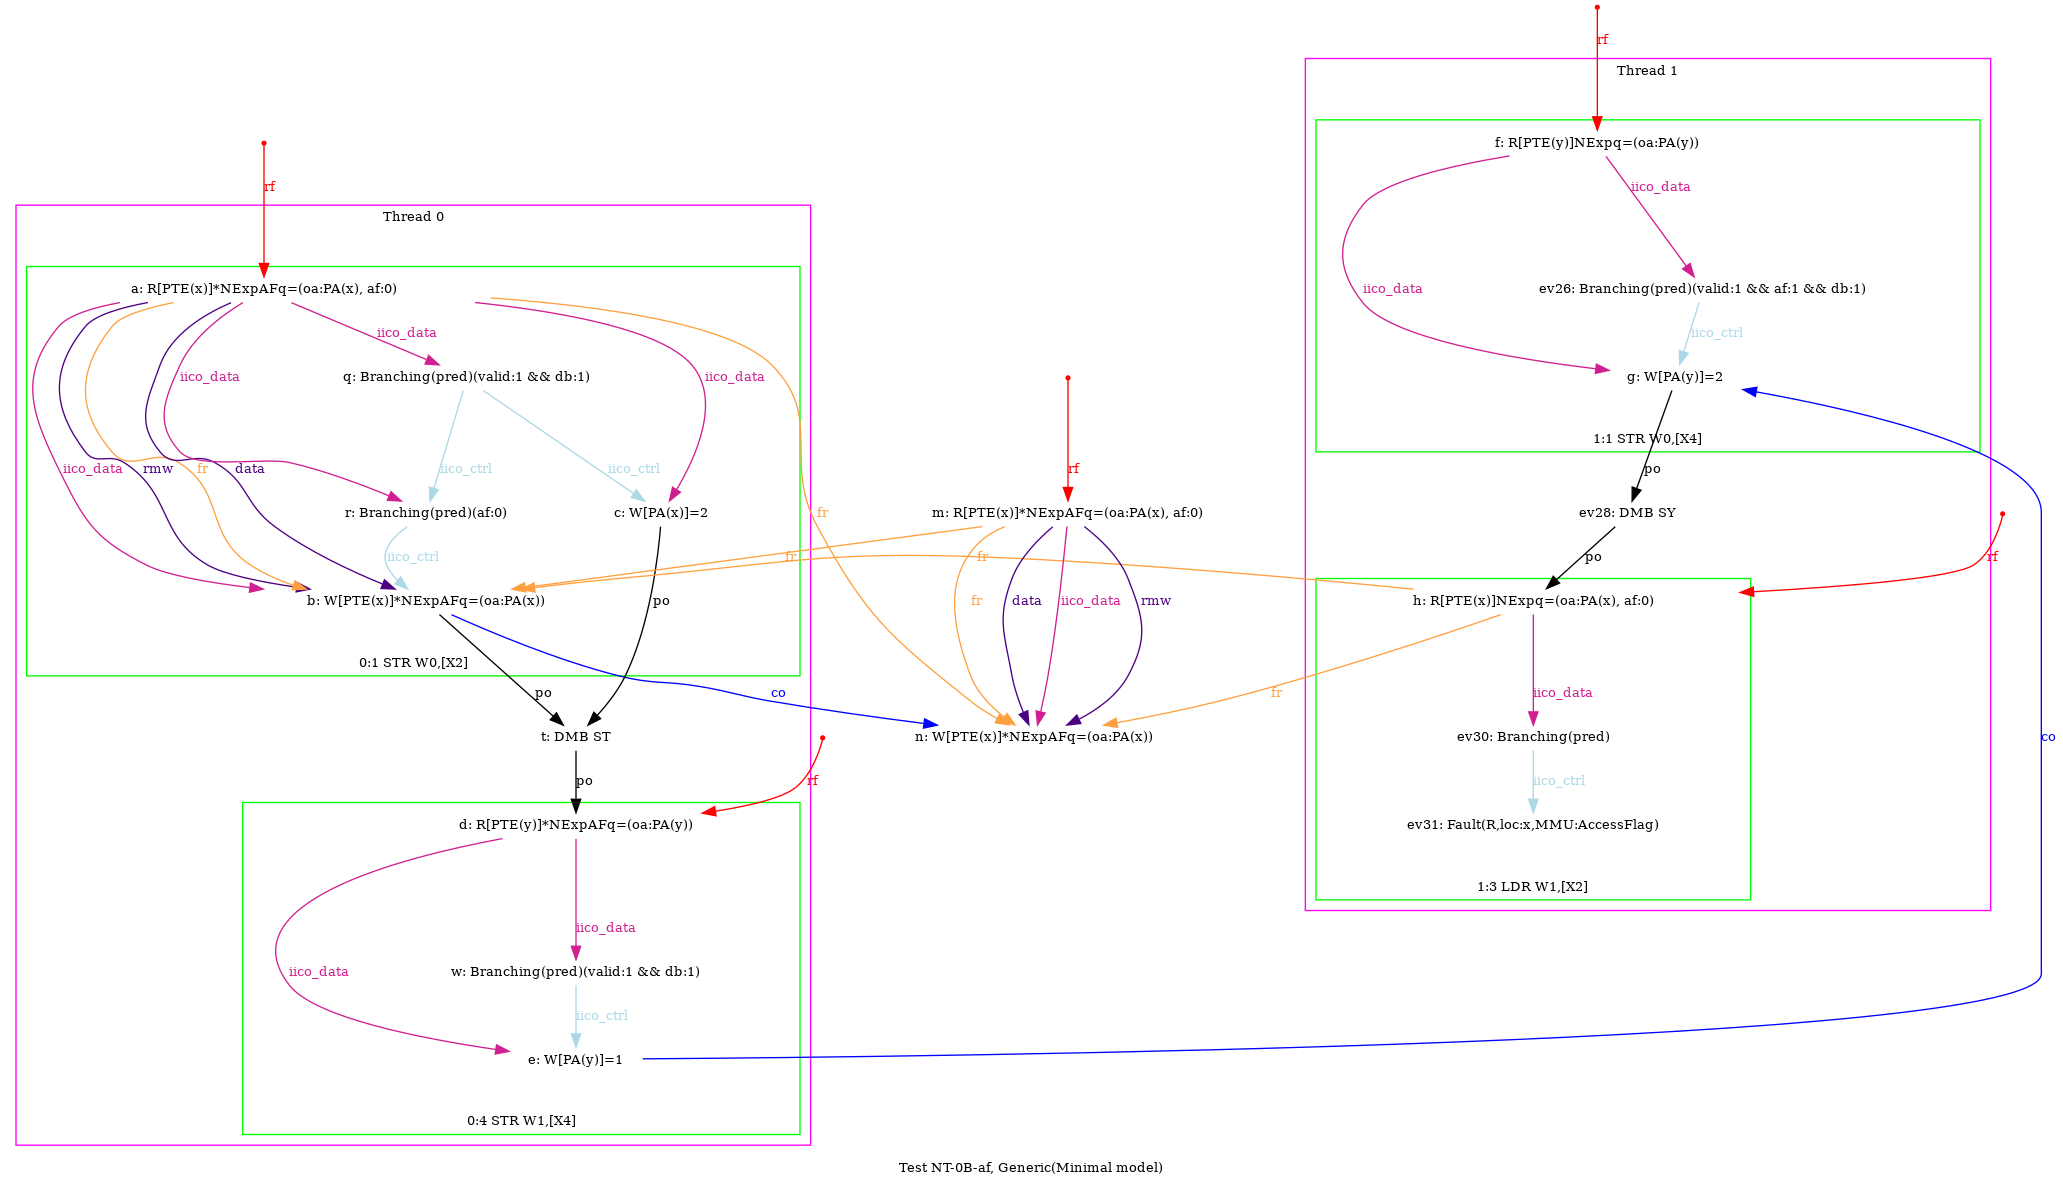 rf
Thread 1
f: R[PTE(y)]NExpq=(oa:PA(y))
rf
iico_data
Thread 0
a: R[PTE(x)]*NExpAFq=(oa:PA(x), af:0)
iico_data
ev26: Branching(pred)(valid:1 && af:1 && db:1)
iico_data
iico_ctrl
iico_data
q: Branching(pred)(valid:1 && db:1)
iico_data
g: W[PA(y)]=2
1:1 STR W0,[X4]
iico_data
rmw
fr
data
iico_ctrl
iico_ctrl
rf
po
r: Branching(pred)(af:0)
c: W[PA(x)]=2
fr
m: R[PTE(x)]*NExpAFq=(oa:PA(x), af:0)
ev28: DMB SY
iico_ctrl
fr
fr
po
rf
b: W[PTE(x)]*NExpAFq=(oa:PA(x))
po
fr
data
iico_data
rmw
h: R[PTE(x)]NExpq=(oa:PA(x), af:0)
0:1 STR W0,[X2]
po
co
fr
iico_data
t: DMB ST
n: W[PTE(x)]*NExpAFq=(oa:PA(x))
ev30: Branching(pred)
co
po
rf
iico_ctrl
d: R[PTE(y)]*NExpAFq=(oa:PA(y))
ev31: Fault(R,loc:x,MMU:AccessFlag)
1:3 LDR W1,[X2]
iico_data
iico_data
w: Branching(pred)(valid:1 && db:1)
iico_ctrl
e: W[PA(y)]=1
0:4 STR W1,[X4]
Test NT-0B-af, Generic(Minimal model)